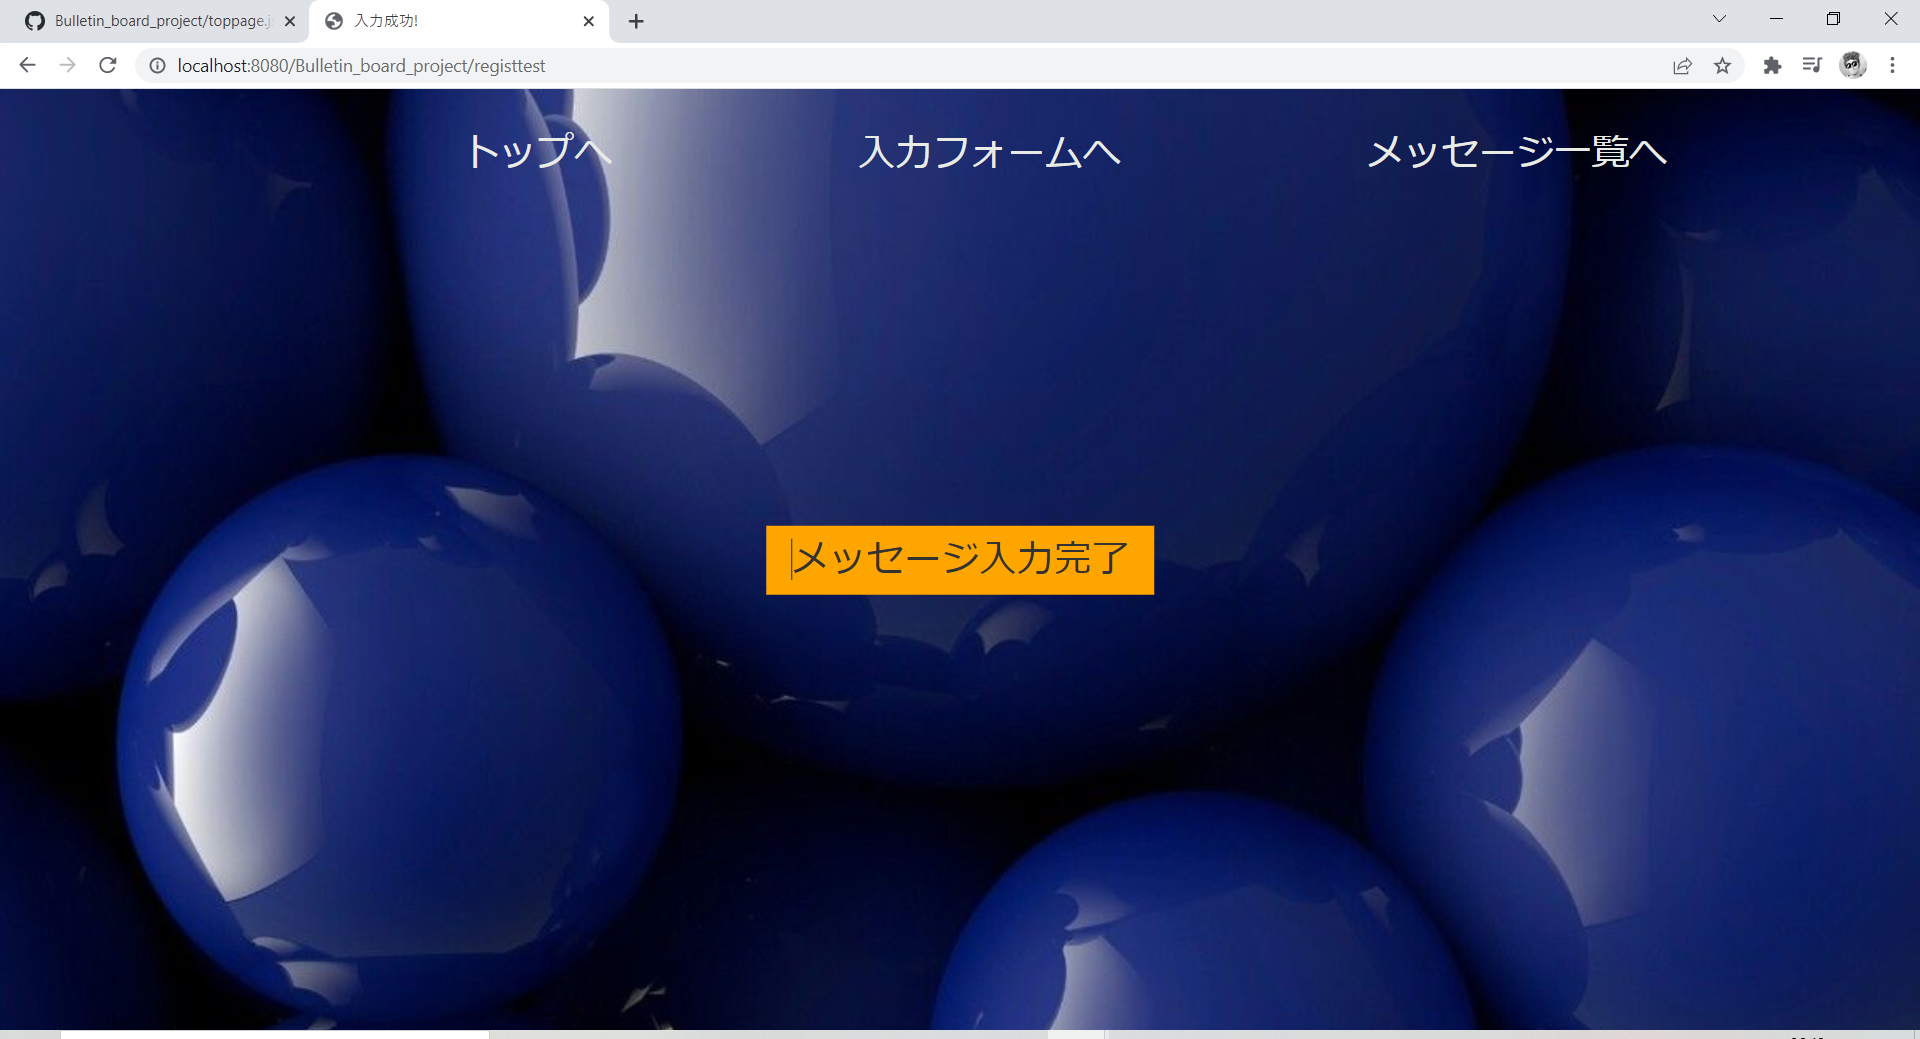 Bulletin_board_project/toppage.j
入力成功!
localhost:8080/Bulletin_board_project/registtest
トップへ
入力フォームへ
メッセージ一覧へ
メッセージ入力完了